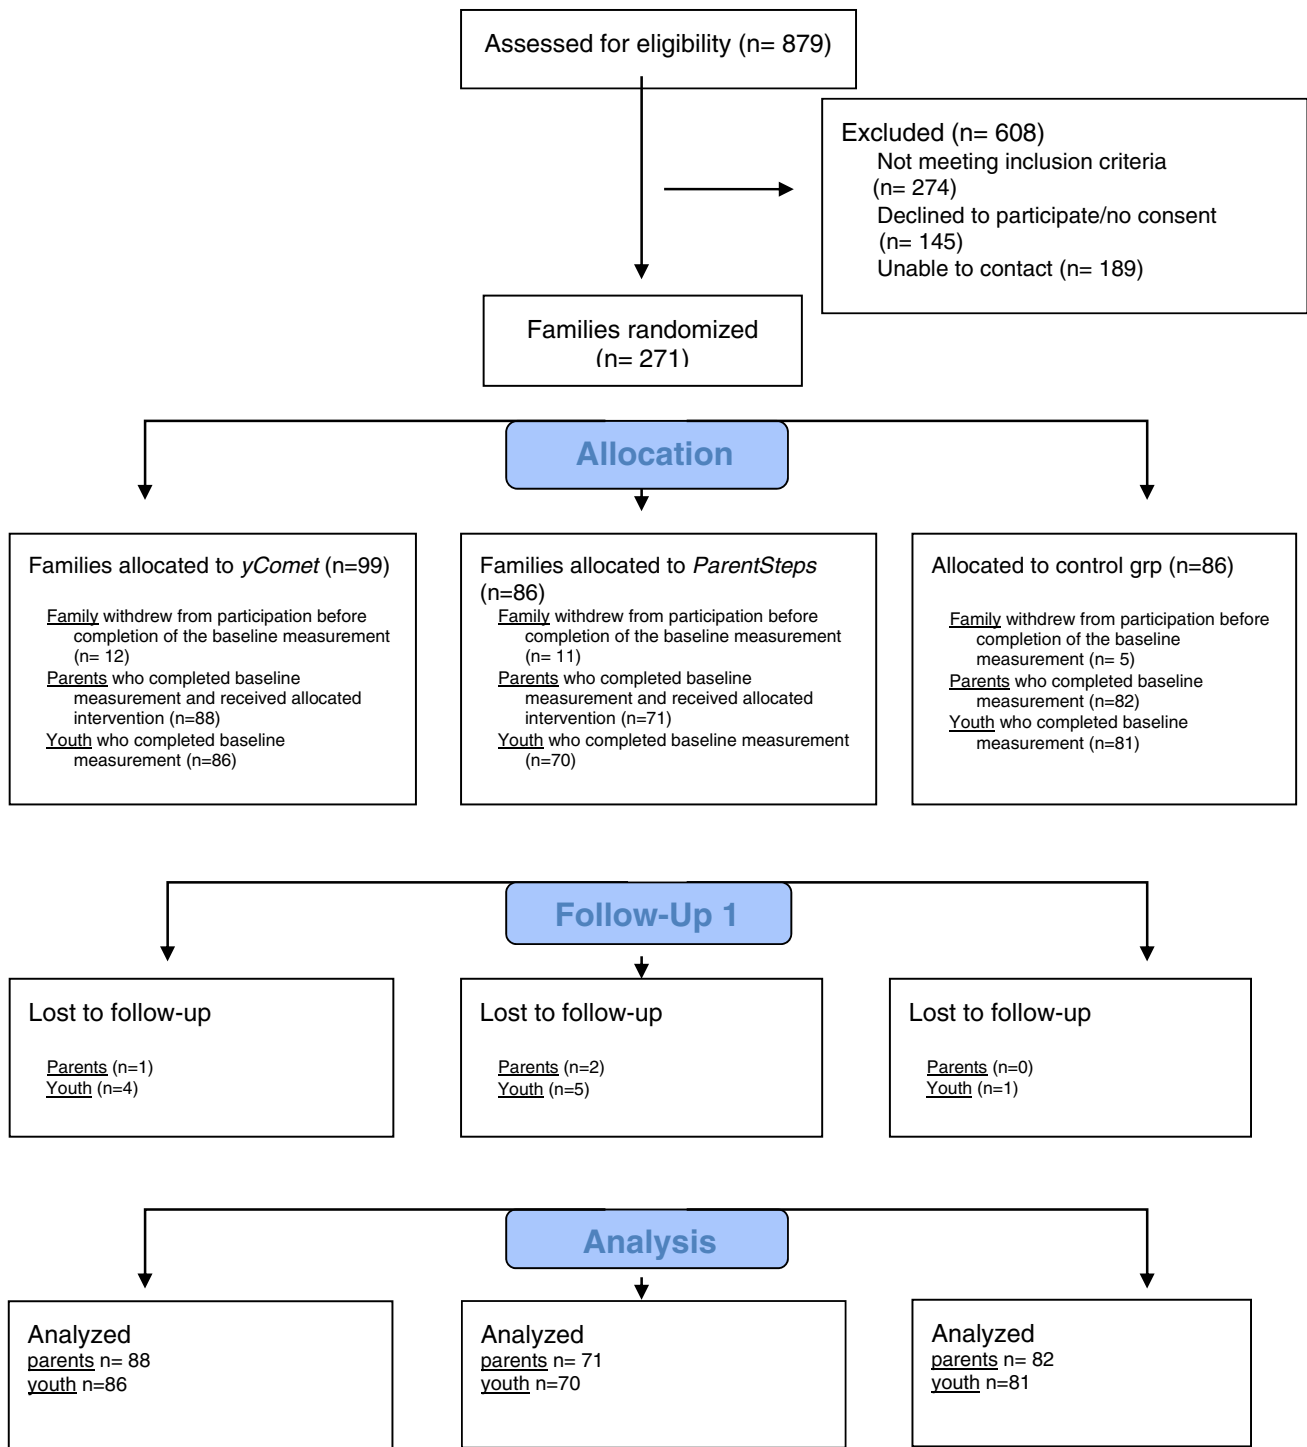 Assessed for eligibility (n= 879)
Excluded (n= 608)
Not meeting inclusion criteria
(n= 274)
Declined to participate/no consent
(n= 145)
Unable to contact (n= 189)
Families randomized
(n= 271)
Allocation
Families allocated to yComet (n=99)
Family withdrew from participation before
completion of the baseline measurement
(n= 12)
Parents who completed baseline
measurement and received allocated
intervention (n=88)
Youth who completed baseline
measurement (n=86)
Families allocated to ParentSteps
(n=86)
Family withdrew from participation before
completion of the baseline measurement
(n= 11)
Parents who completed baseline
measurement and received allocated
intervention (n=71)
Youth who completed baseline measurement
(n=70)
Allocated to control grp (n=86)
Family withdrew from participation before
completion of the baseline
measurement (n= 5)
Parents who completed baseline
measurement (n=82)
Youth who completed baseline
measurement (n=81)
Follow-Up 1
Lost to follow-up
Parents (n=1)
Youth (n=4)
Lost to follow-up
Parents (n=2)
Youth (n=5)
Lost to follow-up
Parents (n=0)
Youth (n=1)
Analysis
Analyzed
parents n= 88
youth n=86
Analyzed
parents n= 71
youth n=70
Analyzed
parents n= 82
youth n=81